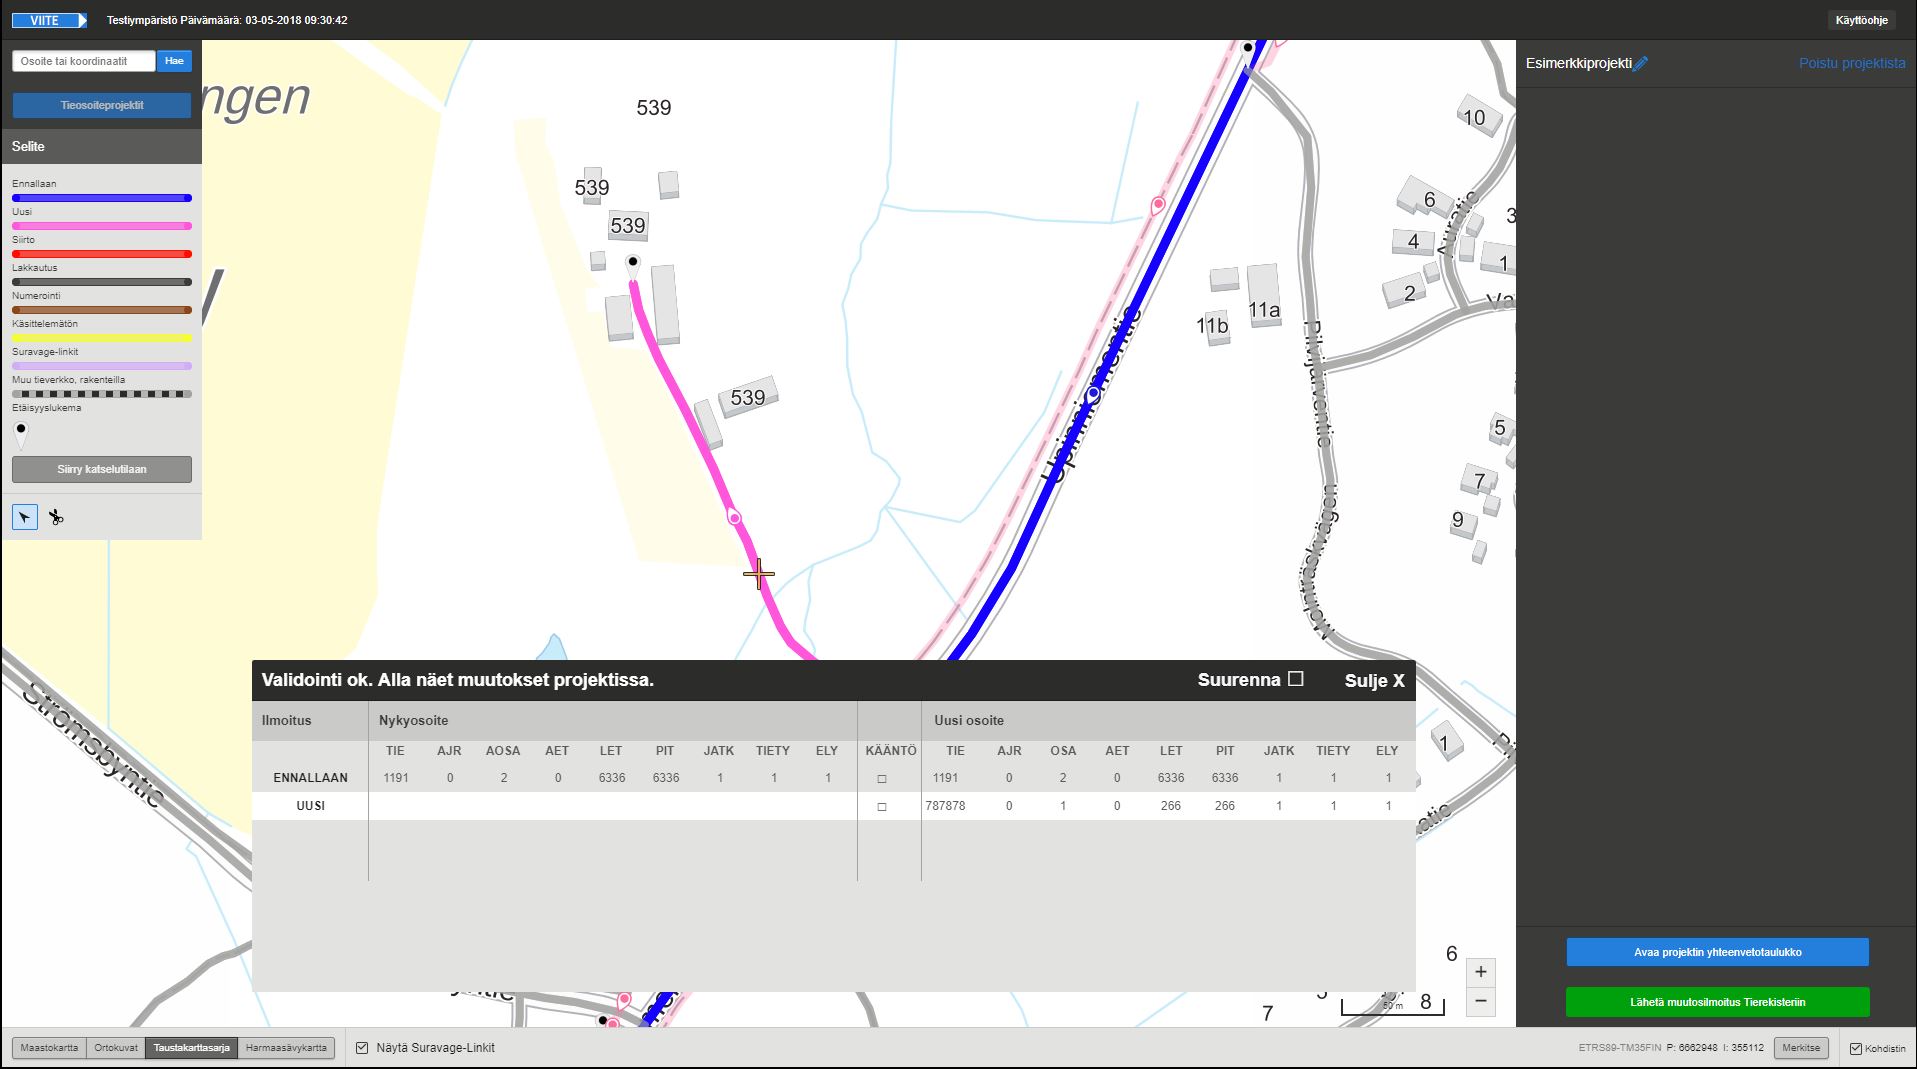 VIITE
Testiympäristö Päivämäärä: 03-05-2018 09:30:42
Käyttöohje
Osoite tai koordinaatit
Hae
Tieosoiteprojektit
Selite
Ennallaan
Uusi
Siirto
Lakkautus
Numerointi
Käsittelemätön
Suravage-linkit
Muu tieverkko, rakenteilla
Etäisyyslukema
Siirry katselutilaan
ngen
539
539
539
539
11b
11a
10
6
4
2
1
3
5
7
9
1
Strömsbyntie
Pilvijärventie
Molnträskvägen
Esimerkkiprojekti
Poistu projektista
Validointi ok. Alla näet muutokset projektissa.
Suurenna
Sulje X
Ilmoitus Nykyosoite Uusi osoite
TIE AJR AOSA AET LET PIT JATK TIETY ELY KÄÄNTÖ TIE AJR OSA AET LET PIT JATK TIETY ELY
ENNALLAAN 1191 0 2 0 6336 6336 1 1 1 1191 0 2 0 6336 6336 1 1 1
UUSI 787878 0 1 0 266 266 1 1 1
6
7
8
50 m
+
−
Avaa projektin yhteenvetotaulukko
Lähetä muutosilmoitus Tierekisteriin
Maastokartta
Ortokuvat
Taustakarttasarja
Harmaasävykartta
Näytä Suravage-Linkit
ETRS89-TM35FIN P: 6662948 I: 355112
Merkitse
Kohdistin